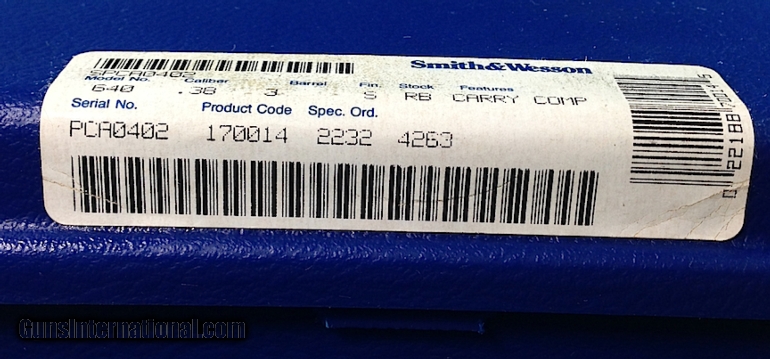 Smith&Wesson
SPCA0402
Model No. Caliber Barrel Fin. Stock Features
640 .38 3 S RB CARRY COMP
Serial No. Product Code Spec. Ord.
PCA0402 170014 2232 4263
GunsInternational.com